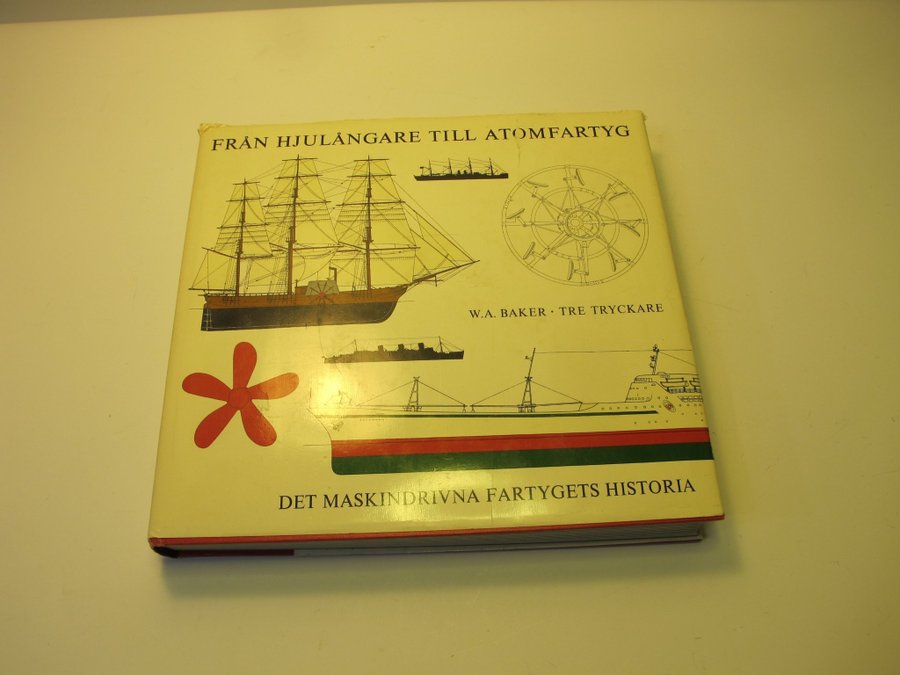 FRÅN HJULÅNGARE TILL ATOMFARTYG
W.A. BAKER · TRE TRYCKARE
DET MASKINDRIVNA FARTYGETS HISTORIA